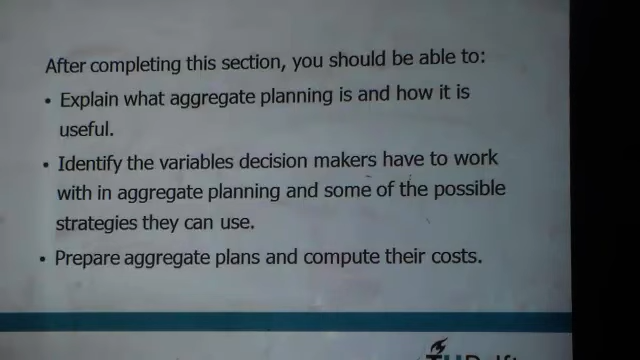 After completing this section, you should be able to:
• Explain what aggregate planning is and how it is
useful.
• Identify the variables decision makers have to work
with in aggregate planning and some of the possible
strategies they can use.
• Prepare aggregate plans and compute their costs.